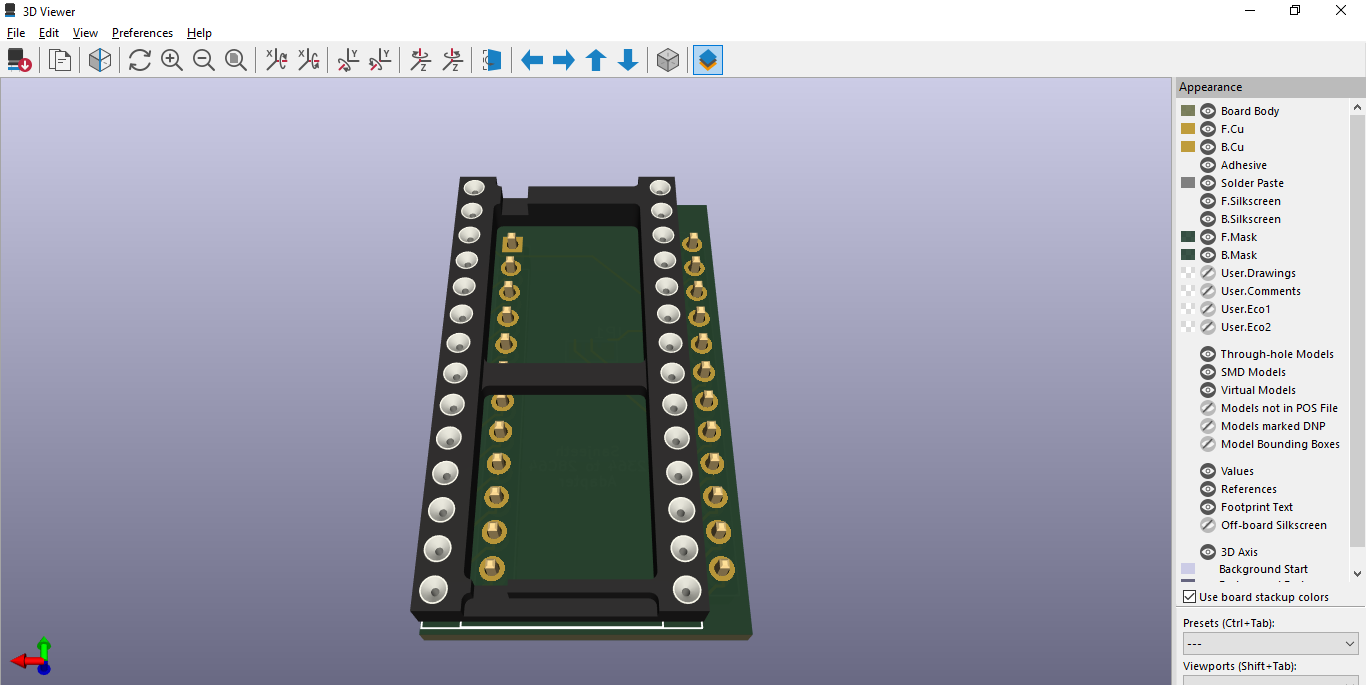 3D Viewer
File Edit View Preferences Help
Appearance
Board Body
F.Cu
B.Cu
Adhesive
Solder Paste
F.Silkscreen
B.Silkscreen
F.Mask
B.Mask
User.Drawings
User.Comments
User.Eco1
User.Eco2
Through-hole Models
SMD Models
Virtual Models
Models not in POS File
Models marked DNP
Model Bounding Boxes
Values
References
Footprint Text
Off-board Silkscreen
3D Axis
Background Start
Use board stackup colors
Presets (Ctrl+Tab):
---
Viewports (Shift+Tab):